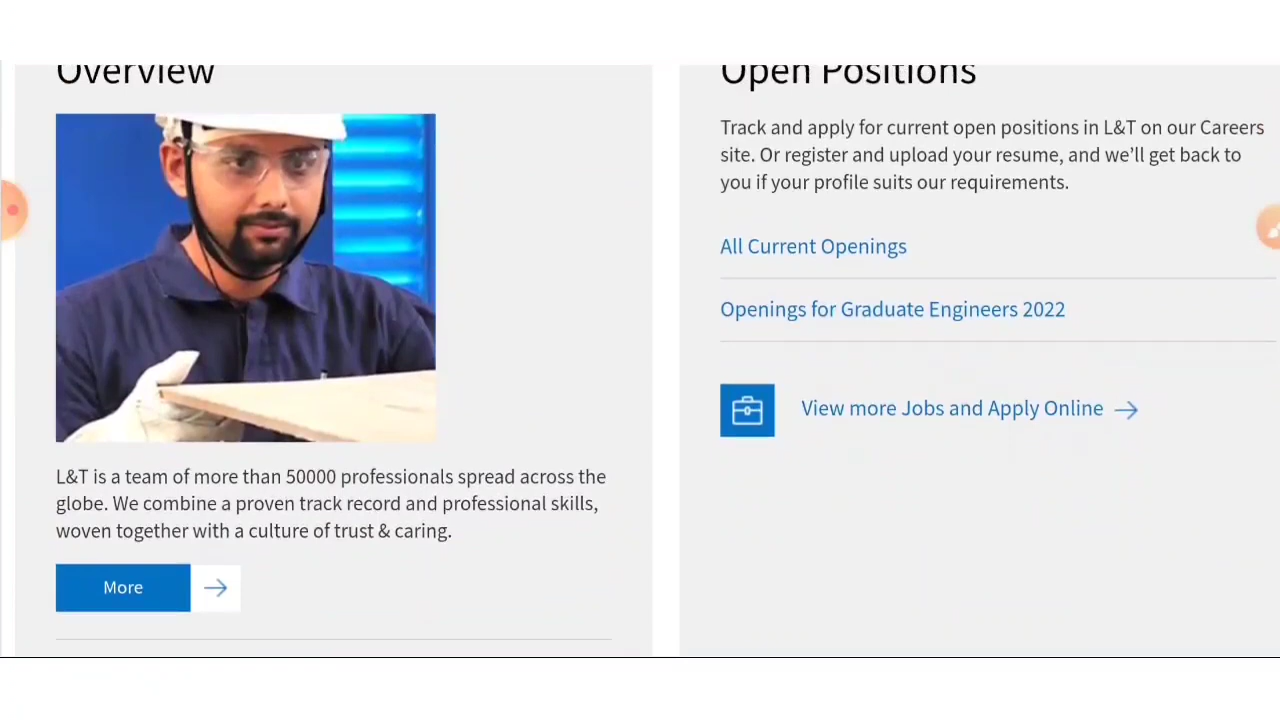 Overview
L&T is a team of more than 50000 professionals spread across the
globe. We combine a proven track record and professional skills,
woven together with a culture of trust & caring.
More
Open Positions
Track and apply for current open positions in L&T on our Careers
site. Or register and upload your resume, and we’ll get back to
you if your profile suits our requirements.
All Current Openings
Openings for Graduate Engineers 2022
View more Jobs and Apply Online